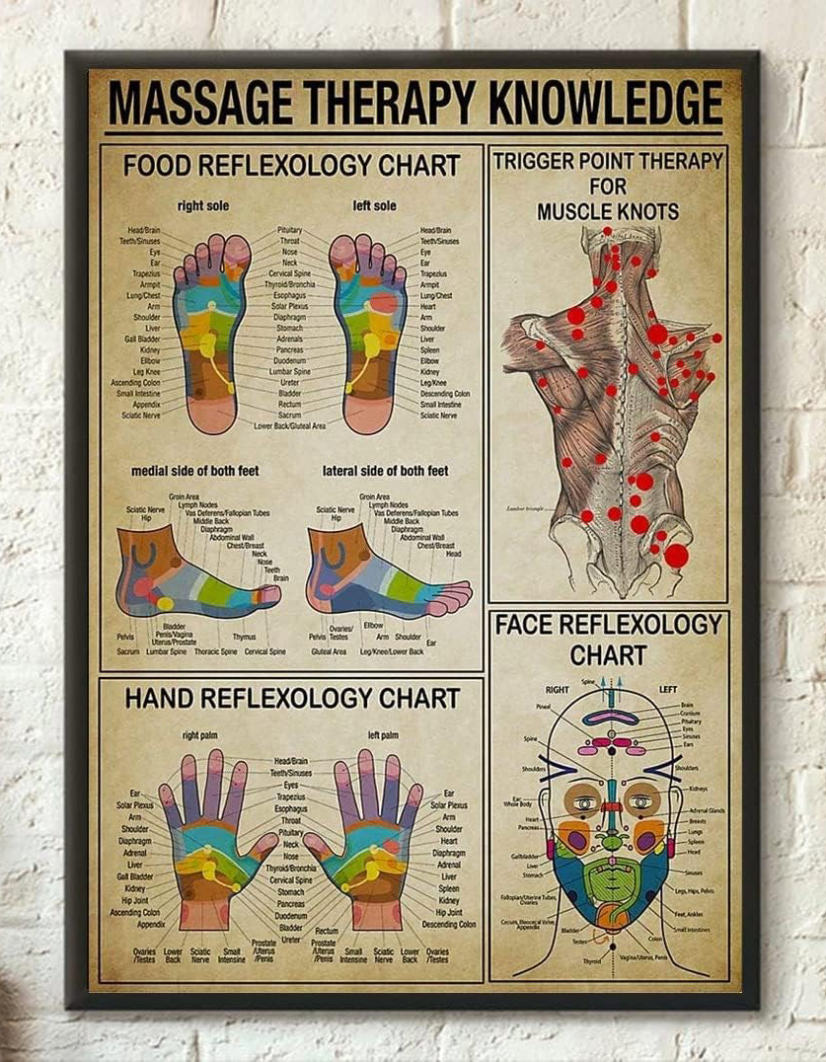 MASSAGE THERAPY KNOWLEDGE
FOOD REFLEXOLOGY CHART
right sole
left sole
Head/Brain
Teeth/Sinuses
Eye
Ear
Trapezius
Armpit
Lung/Chest
Arm
Shoulder
Liver
Gall Bladder
Kidney
Ellbow
Leg Knee
Ascending Colon
Small Intestine
Appendix
Sciatic Nerve
Pituitary
Throat
Nose
Neck
Cervical Spine
Thyroid/Bronchia
Esophagus
Solar Plexus
Diaphragm
Stomach
Adrenals
Pancreas
Duodenum
Lumbar Spine
Ureter
Bladder
Rectum
Sacrum
Lower Back/Gluteal Area
Head/Brain
Teeth/Sinuses
Eye
Ear
Trapezius
Armpit
Lung/Chest
Heart
Arm
Shoulder
Liver
Spleen
Elbow
Kidney
Leg/Knee
Descending Colon
Small Intestine
Sciatic Nerve
medial side of both feet
Groin Area
Lymph Nodes
Sciatic Nerve
Vas Deferens/Fallopian Tubes
Hip
Middle Back
Diaphragm
Abdominal Wall
Chest/Breast
Neck
Nose
Teeth
Brain
Bladder
Pelvis
Penis/Vagina
Uterus/Prostate
Thymus
Sacrum
Lumbar Spine
Thoracic Spine
Cervical Spine
lateral side of both feet
Groin Area
Lymph Nodes
Sciatic Nerve
Vas Deferens/Fallopian Tubes
Hip
Middle Back
Diaphragm
Abdominal Wall
Chest/Breast
Head
Ovaries/
Testes
Elbow
Pelvis
Arm
Shoulder
Ear
Gluteal Area
Leg/Knee/Lower Back
HAND REFLEXOLOGY CHART
right palm
left palm
Ear
Solar Plexus
Arm
Shoulder
Diaphragm
Adrenal
Liver
Gall Bladder
Kidney
Hip Joint
Ascending Colon
Appendix
Head/Brain
Teeth/Sinuses
Eyes
Trapezius
Esophagus
Throat
Pituitary
Neck
Nose
Thyroid/Bronchia
Cervical Spine
Stomach
Pancreas
Duodenum
Bladder
Ureter
Rectum
Ear
Solar Plexus
Arm
Shoulder
Heart
Diaphragm
Adrenal
Liver
Spleen
Kidney
Hip Joint
Descending Colon
Ovaries
/Testes
Lower
Back
Sciatic
Nerve
Small
Intensine
Prostate
/Uterus
/Penis
Prostate
/Uterus
/Penis
Small
Intensine
Sciatic
Nerve
Lower
Back
Ovaries
/Testes
TRIGGER POINT THERAPY
FOR
MUSCLE KNOTS
Lumbar triangle
FACE REFLEXOLOGY
CHART
RIGHT
LEFT
Spine
Pineal
Spine
Shoulders
Ear
Whole Body
Heart
Pancreas
Gallbladder
Liver
Stomach
Fallopian/Uterine Tubes,
Ovaries
Cecum, Ileocecal Valve,
Appendix
Bladder
Testes
Thyroid
Brain
Cranium
Pituitary
Eyes
Sinuses
Ears
Shoulders
Kidneys
Adrenal Glands
Breasts
Lungs
Spleen
Head
Sinuses
Legs, Hips, Pelvis
Feet, Ankles
Small Intestines
Colon
Vagina/Uterus, Penis